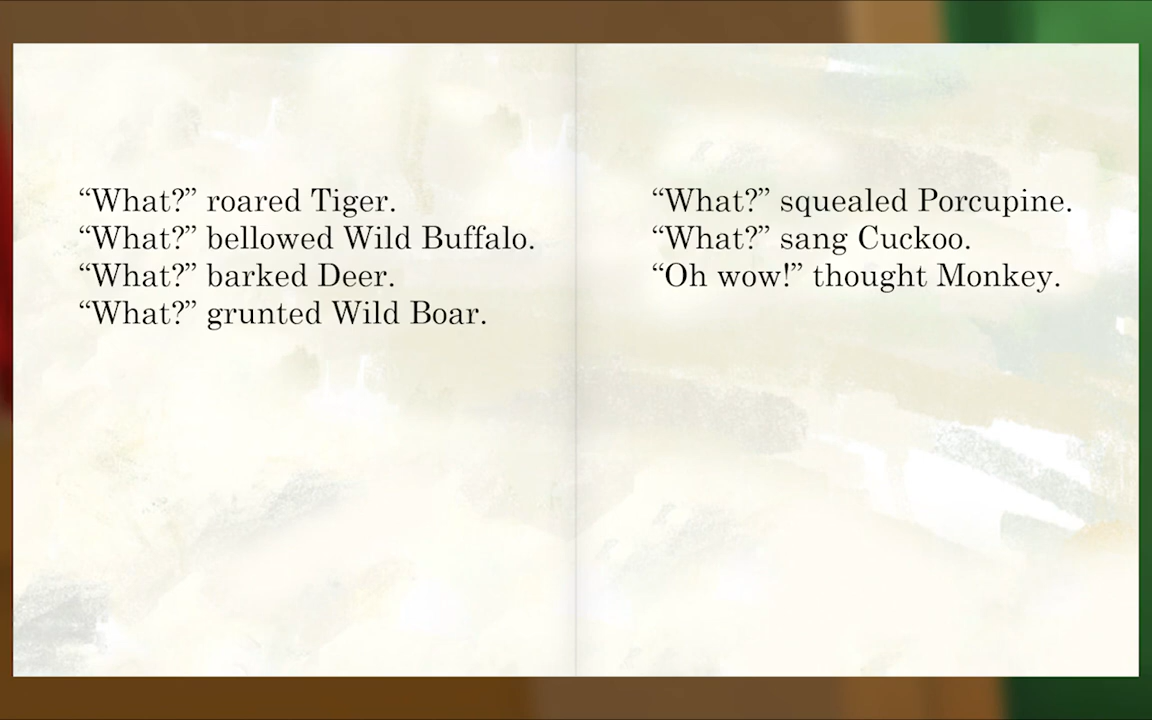 “What?” roared Tiger.
“What?” bellowed Wild Buffalo.
“What?” barked Deer.
“What?” grunted Wild Boar.
“What?” squealed Porcupine.
“What?” sang Cuckoo.
“Oh wow!” thought Monkey.